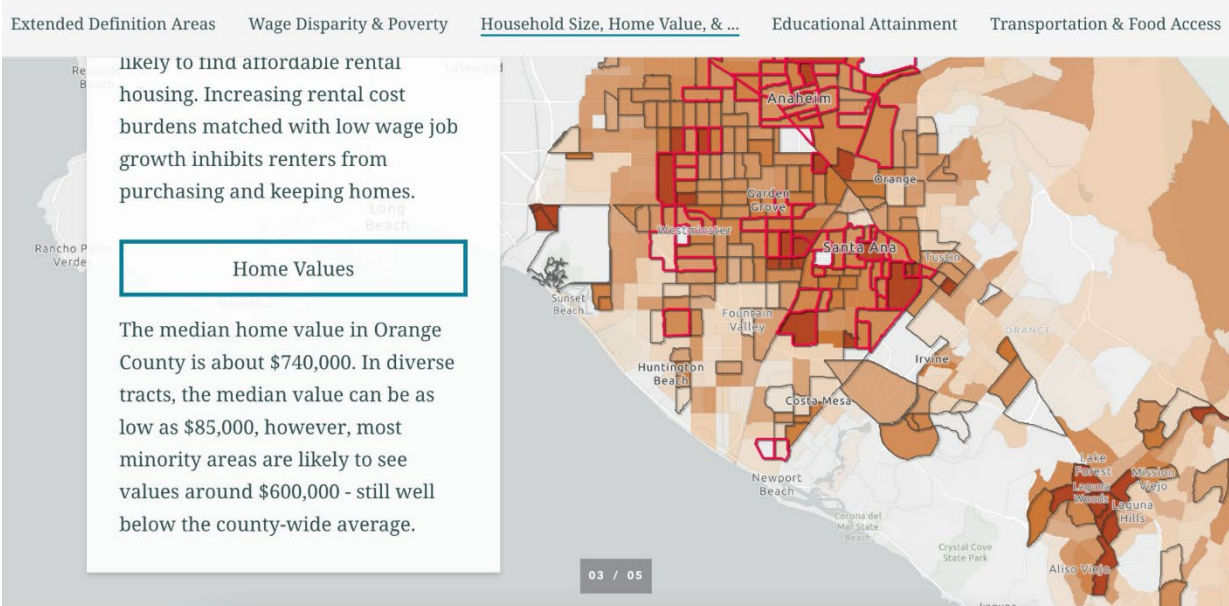 Extended Definition Areas
Wage Disparity & Poverty
Household Size, Home Value, & ...
Educational Attainment
Transportation & Food Access
likely to find affordable rental
housing. Increasing rental cost
burdens matched with low wage job
growth inhibits renters from
purchasing and keeping homes.
Home Values
The median home value in Orange
County is about $740,000. In diverse
tracts, the median value can be as
low as $85,000, however, most
minority areas are likely to see
values around $600,000 - still well
below the county-wide average.
Lakewood
Long
Beach
Rancho
Verde
Anaheim
Orange
Garden
Grove
Westminster
Santa Ana
Tustin
Sunset
Beach
Fountain
Valley
ORANGE
Irvine
Huntington
Beach
Costa Mesa
Newport
Beach
Corona del
Mar State
Beach
Crystal Cove
State Park
Lake
Forest
Laguna
Woods
Mission
Viejo
Laguna
Hills
Aliso Viejo
03 / 05